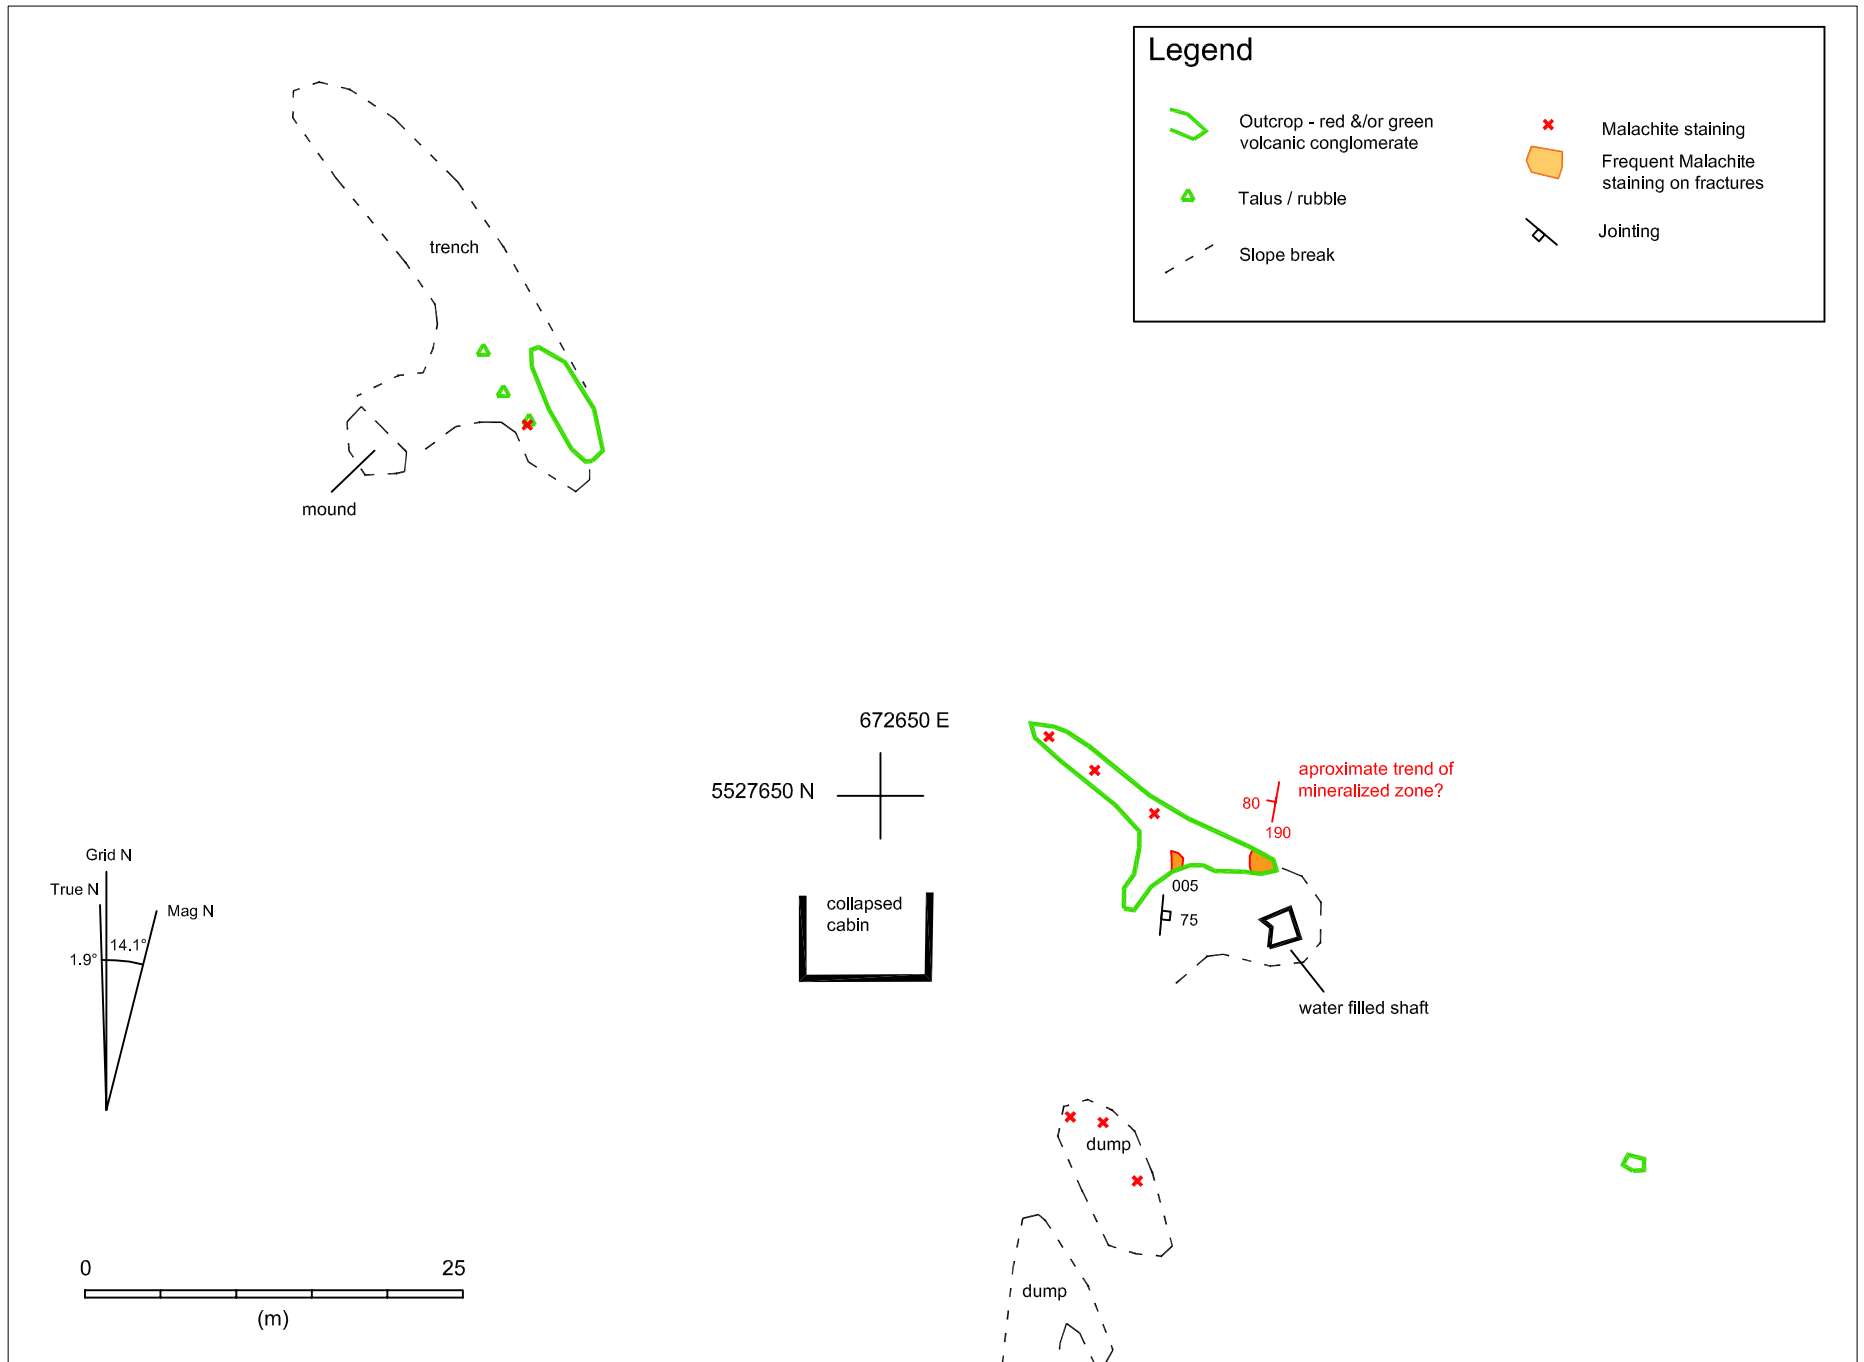 Legend
Outcrop - red &/or green
volcanic conglomerate
Talus / rubble
Slope break
Malachite staining
Frequent Malachite
staining on fractures
Jointing
trench
mound
672650 E
5527650 N
aproximate trend of
mineralized zone?
80
190
005
75
collapsed
cabin
water filled shaft
Grid N
True N
Mag N
14.1°
1.9°
dump
dump
0 25
(m)